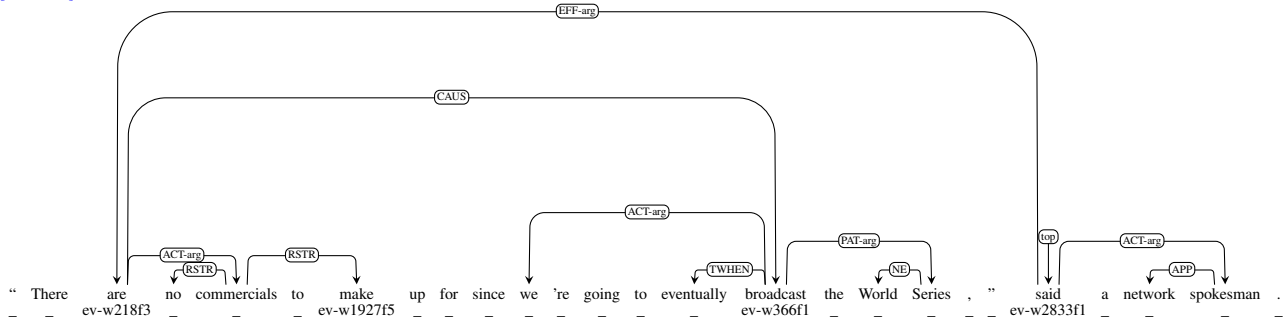 EFF-arg
CAUS
ACT-arg
top
PAT-arg ACT-arg
ACT-arg RSTR
RSTR TWHEN NE APP
“ There are no commercials to make up for since we 're going to eventually broadcast the World Series , ” said a network spokesman .
_ _ ev-w218f3 _ _ _ ev-w1927f5 _ _ _ _ _ _ _ _ ev-w366f1 _ _ _ _ _ ev-w2833f1 _ _ _ _